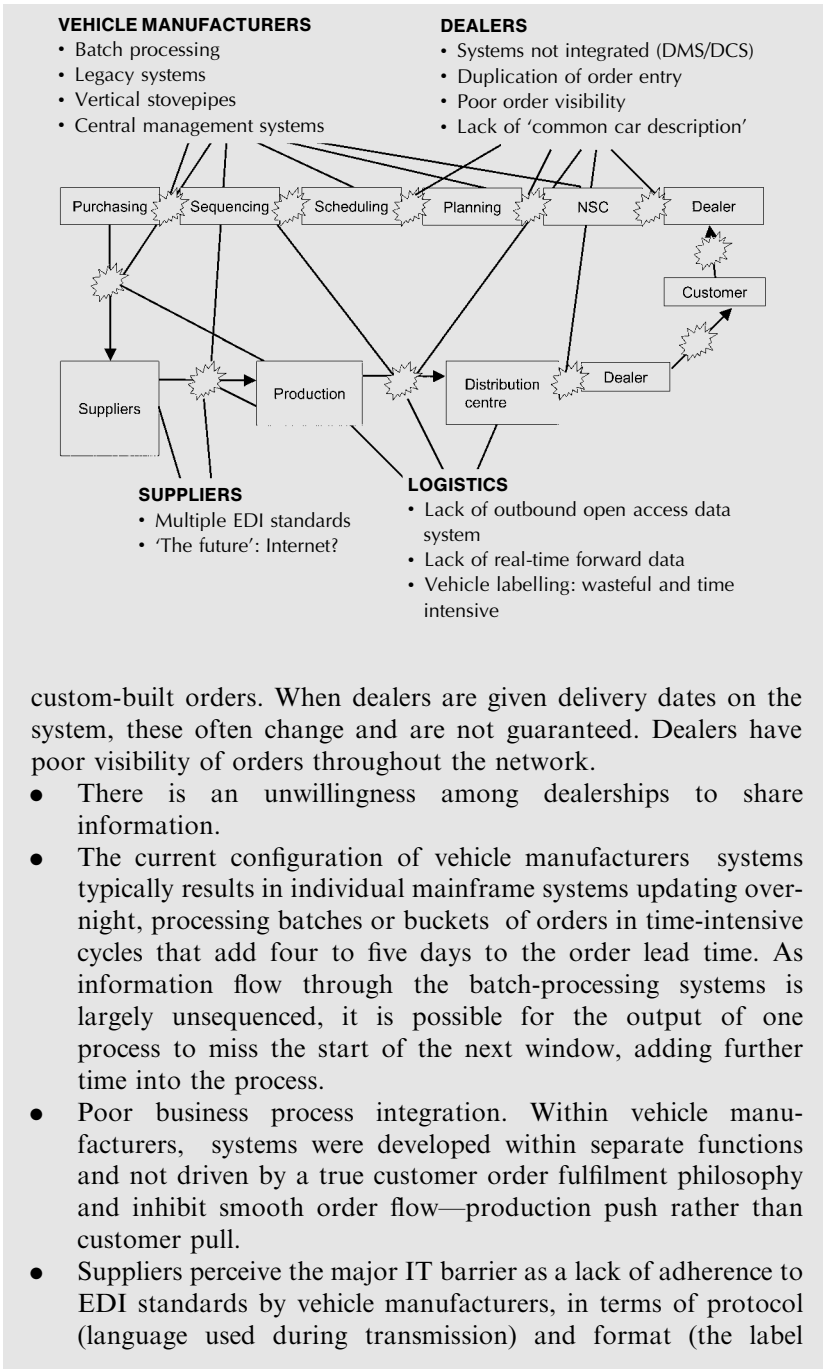 VEHICLE MANUFACTURERS
• Batch processing
• Legacy systems
• Vertical stovepipes
• Central management systems
DEALERS
• Systems not integrated (DMS/DCS)
• Duplication of order entry
• Poor order visibility
• Lack of ‘common car description’
Purchasing
Sequencing
Scheduling
Planning
NSC
Dealer
Customer
Suppliers
Production
Distribution
centre
Dealer
SUPPLIERS
• Multiple EDI standards
• ‘The future’: Internet?
LOGISTICS
• Lack of outbound open access data
system
• Lack of real-time forward data
• Vehicle labelling: wasteful and time
intensive
custom-built orders. When dealers are given delivery dates on the
system, these often change and are not guaranteed. Dealers have
poor visibility of orders throughout the network.
● There is an unwillingness among dealerships to share
information.
● The current configuration of vehicle manufacturers systems
typically results in individual mainframe systems updating over-
night, processing batches or buckets of orders in time-intensive
cycles that add four to five days to the order lead time. As
information flow through the batch-processing systems is
largely unsequenced, it is possible for the output of one
process to miss the start of the next window, adding further
time into the process.
● Poor business process integration. Within vehicle manu-
facturers, systems were developed within separate functions
and not driven by a true customer order fulfilment philosophy
and inhibit smooth order flow—production push rather than
customer pull.
● Suppliers perceive the major IT barrier as a lack of adherence to
EDI standards by vehicle manufacturers, in terms of protocol
(language used during transmission) and format (the label